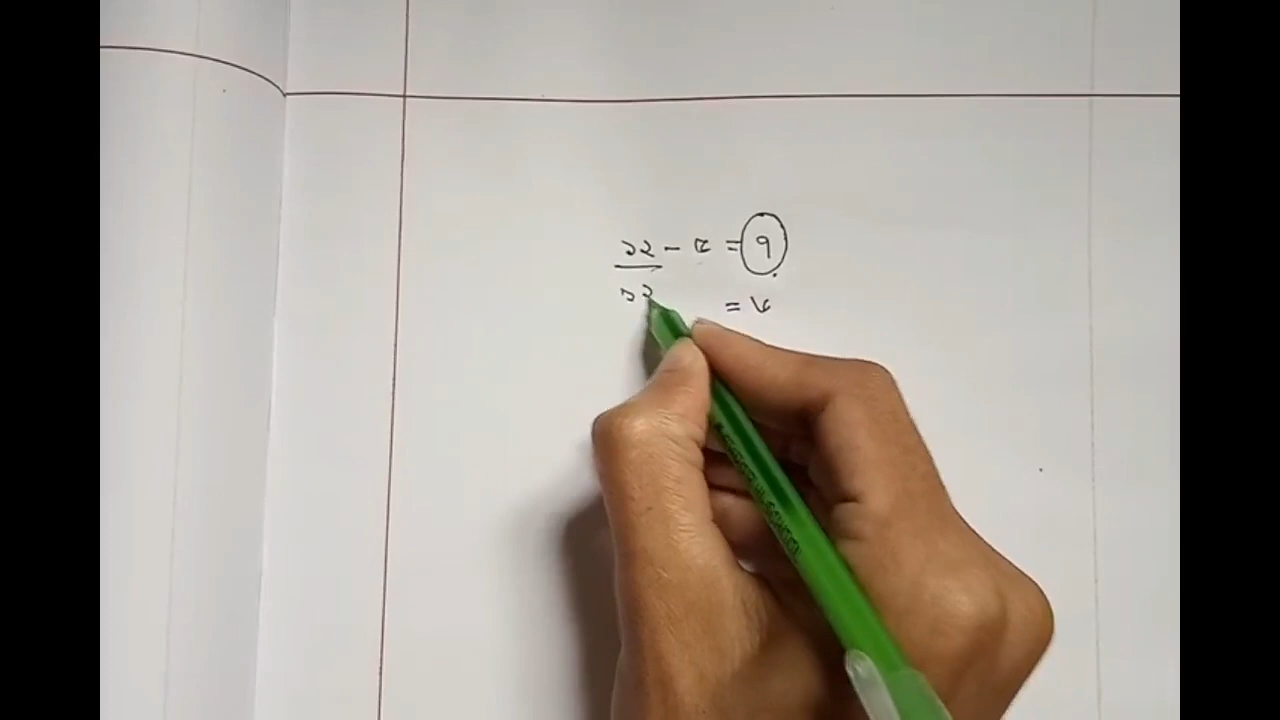 ১২ − ৫ = ৭
১২ = ৬